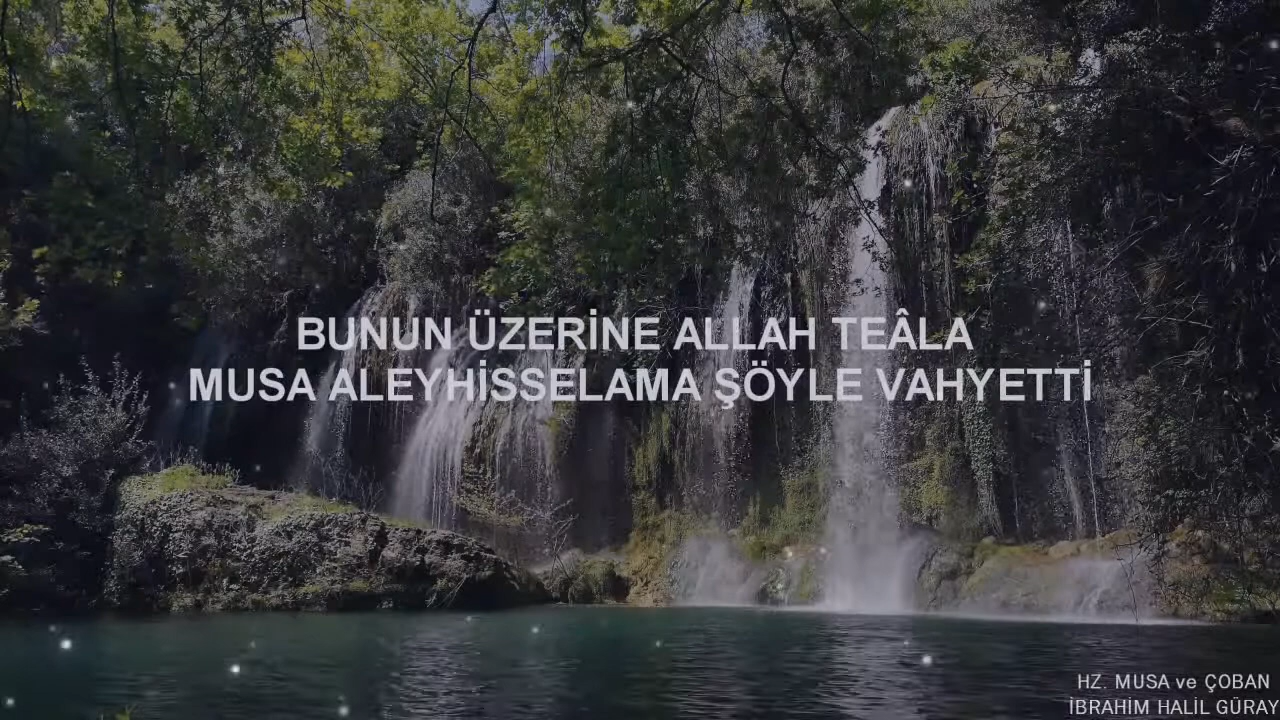 BUNUN ÜZERİNE ALLAH TEÂLA
MUSA ALEYHİSSELAMA ŞÖYLE VAHYETTİ
HZ. MUSA ve ÇOBAN
İBRAHİM HALİL GÜRAY